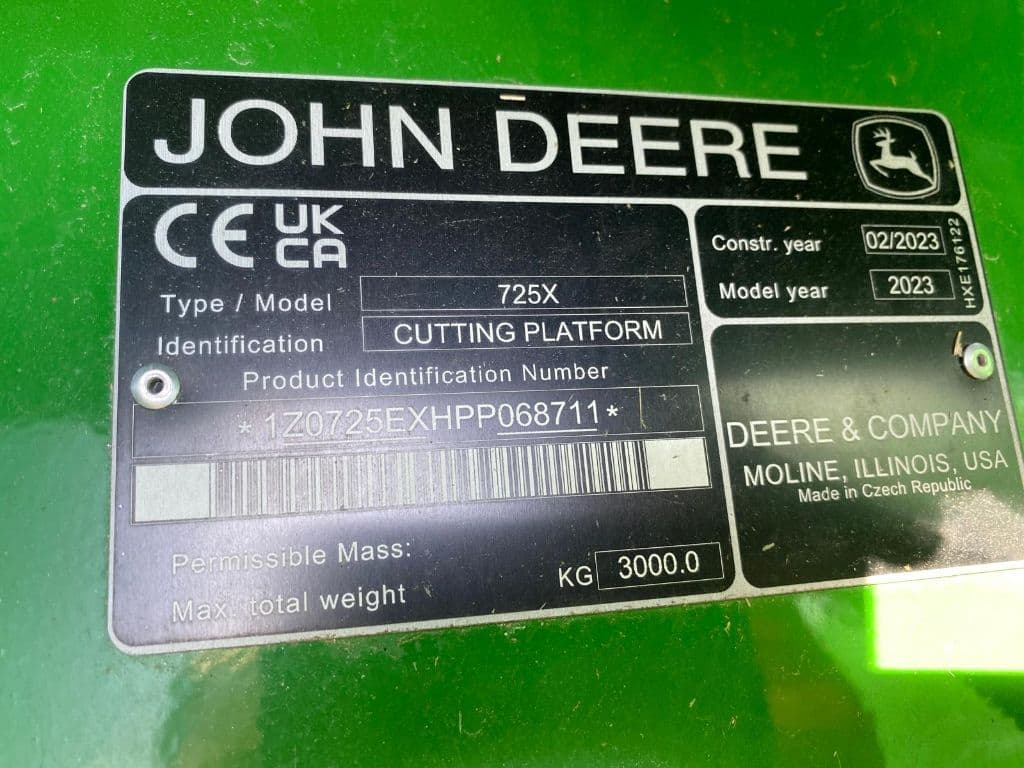 JOHN DEERE
CE UK
CA
Type / Model 725X
Identification CUTTING PLATFORM
Product Identification Number
* 1Z0725EXHPP068711 *
Permissible Mass:
Max. total weight KG 3000.0
Constr. year 02/2023
Model year 2023
HXE176122
DEERE & COMPANY
MOLINE, ILLINOIS, USA
Made in Czech Republic